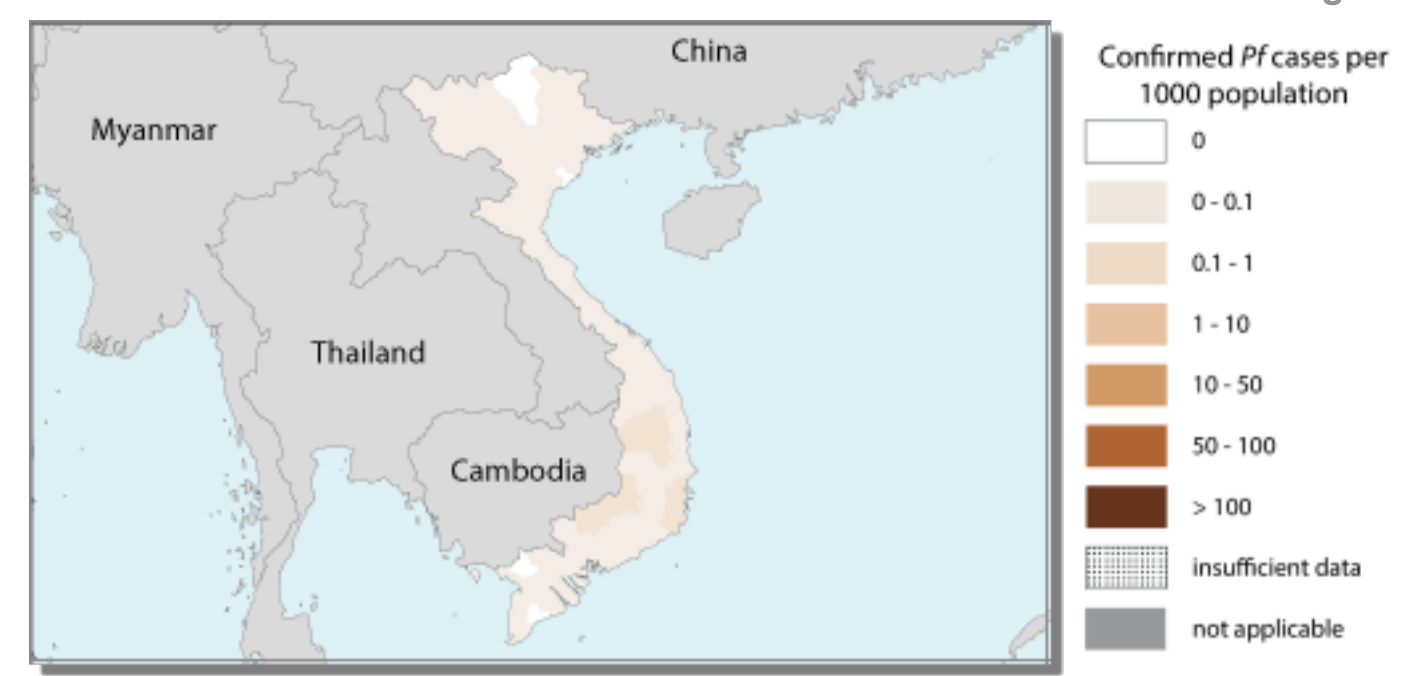 China
Myanmar
Thailand
Cambodia
Confirmed Pf cases per
1000 population
0
0 - 0.1
0.1 - 1
1 - 10
10 - 50
50 - 100
> 100
insufficient data
not applicable